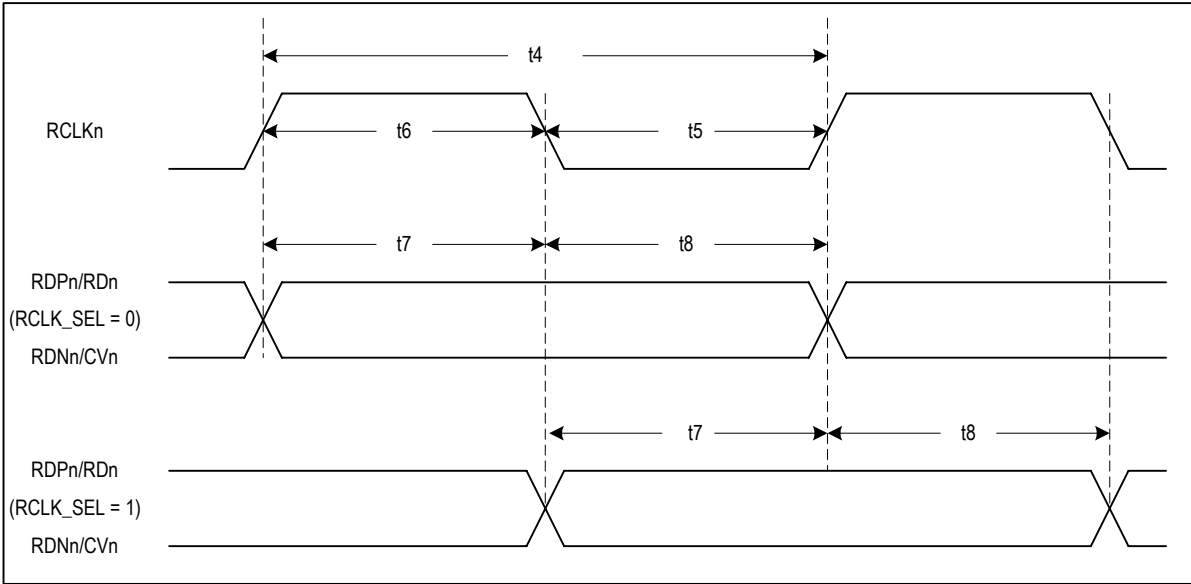 t4
RCLKn
t6
t5
t7
t8
RDPn/RDn
(RCLK_SEL = 0)
RDNn/CVn
t7
t8
RDPn/RDn
(RCLK_SEL = 1)
RDNn/CVn